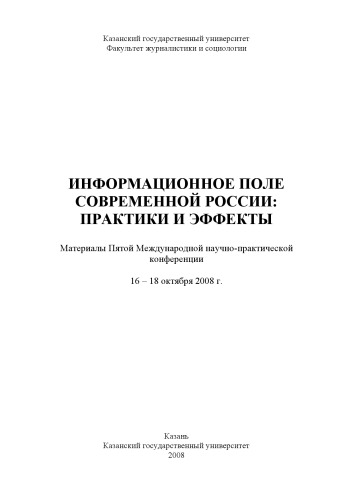 Казанский государственный университет
Факультет журналистики и социологии
ИНФОРМАЦИОННОЕ ПОЛЕ
СОВРЕМЕННОЙ РОССИИ:
ПРАКТИКИ И ЭФФЕКТЫ
Материалы Пятой Международной научно-практической
конференции
16 – 18 октября 2008 г.
Казань
Казанский государственный университет
2008